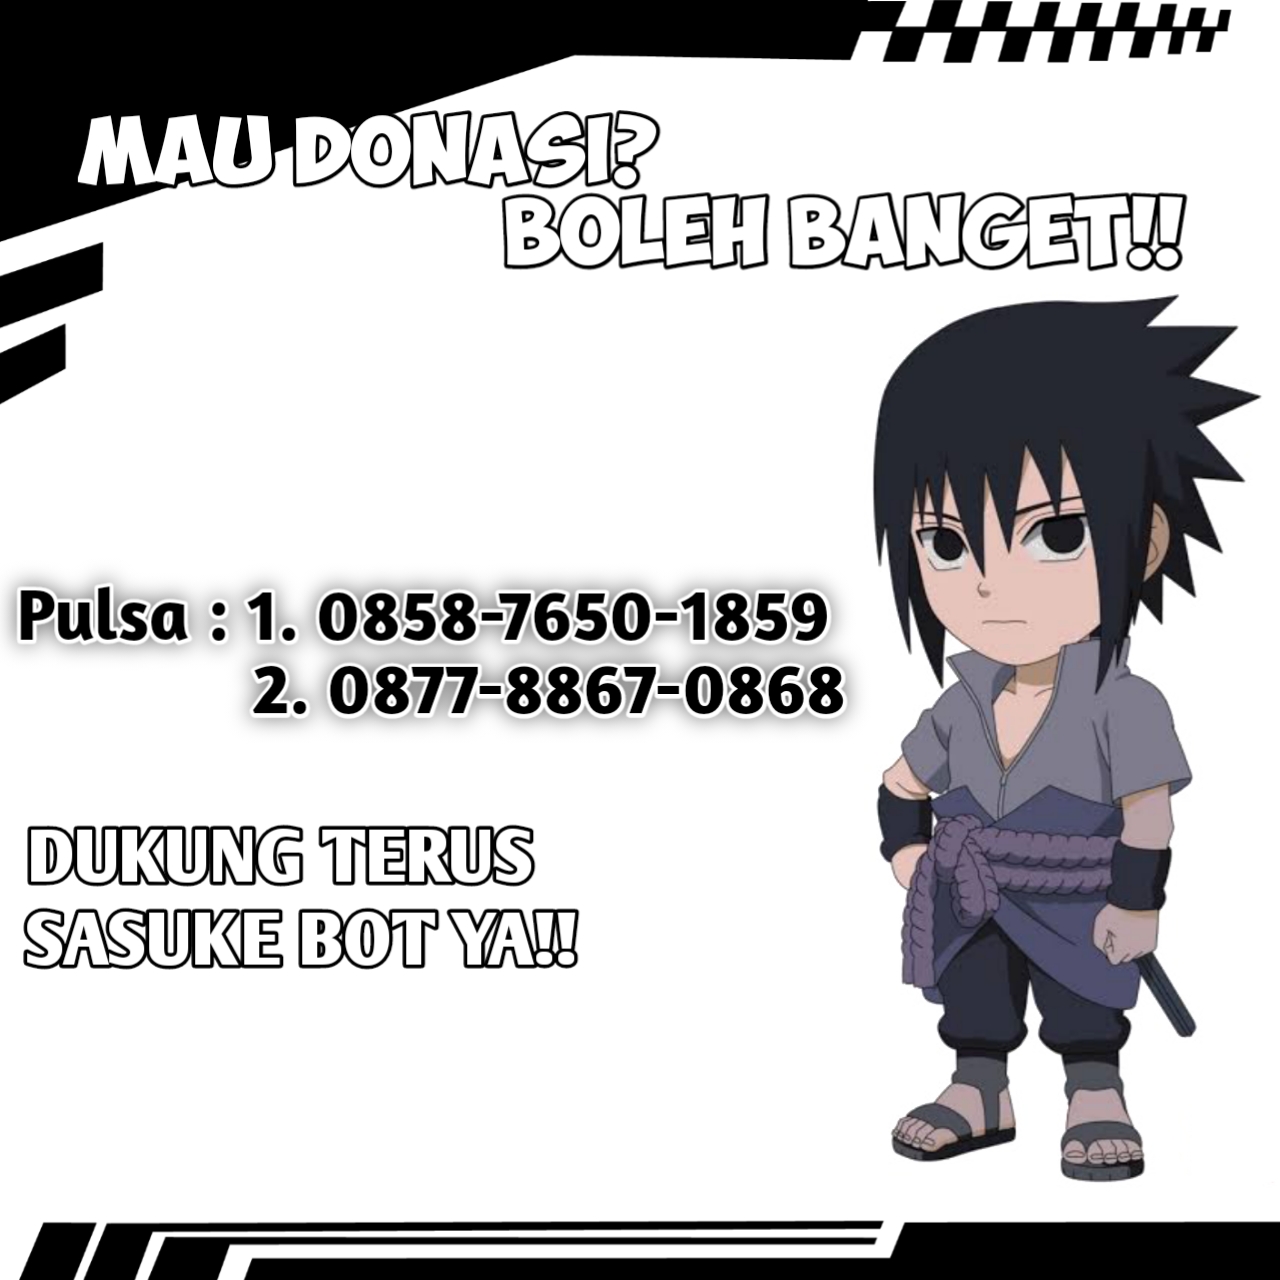 MAU DONASI?
BOLEH BANGET!!
Pulsa : 1. 0858-7650-1859
2. 0877-8867-0868
DUKUNG TERUS
SASUKE BOT YA!!